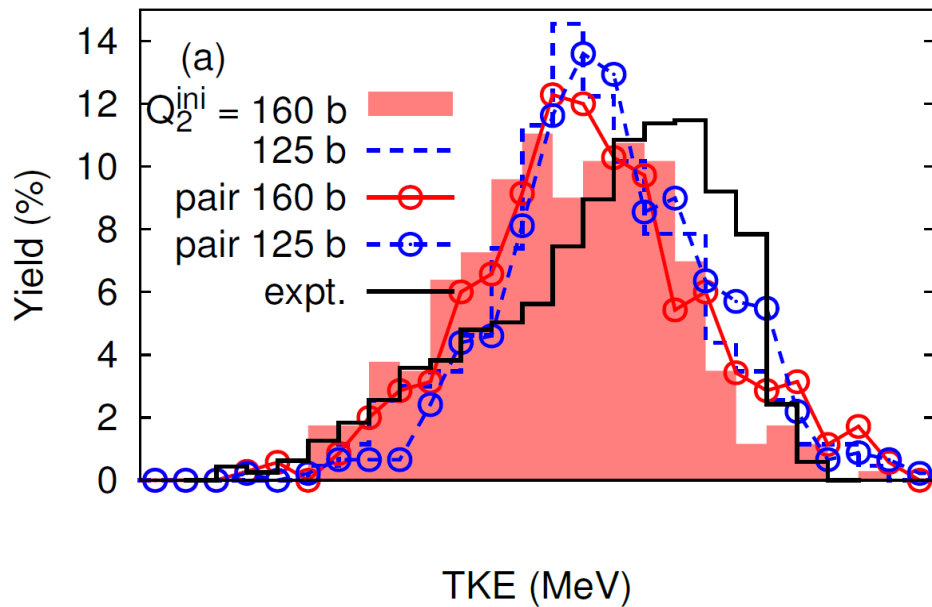 (a)
Q₂ⁱⁿⁱ = 160 b
125 b
pair 160 b
pair 125 b
expt.
Yield (%)
14
12
10
8
6
4
2
0
TKE (MeV)